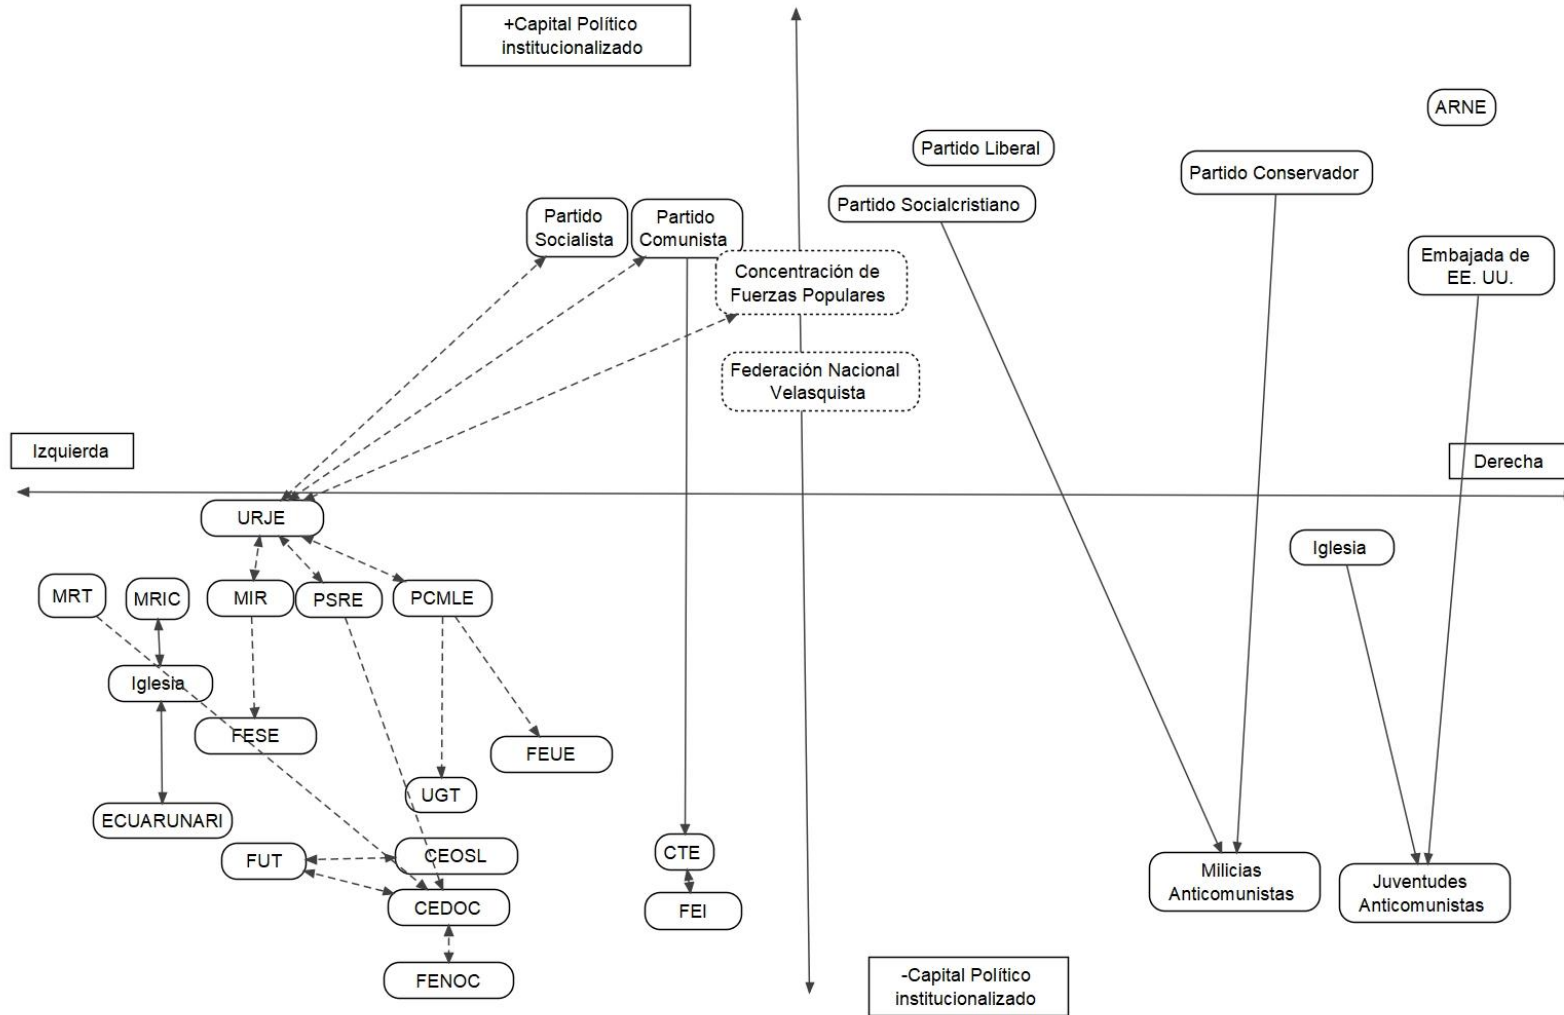 +Capital Político
institucionalizado
ARNE
Partido Liberal
Partido Conservador
Partido Socialcristiano
Partido
Socialista
Partido
Comunista
Embajada de
EE. UU.
Concentración de
Fuerzas Populares
Federación Nacional
Velasquista
Izquierda
Derecha
URJE
Iglesia
MRT
MRIC
MIR
PSRE
PCMLE
Iglesia
FESE
FEUE
UGT
ECUARUNARI
FUT
CEOSL
CTE
Milicias
Anticomunistas
Juventudes
Anticomunistas
CEDOC
FEI
FENOC
-Capital Político
institucionalizado